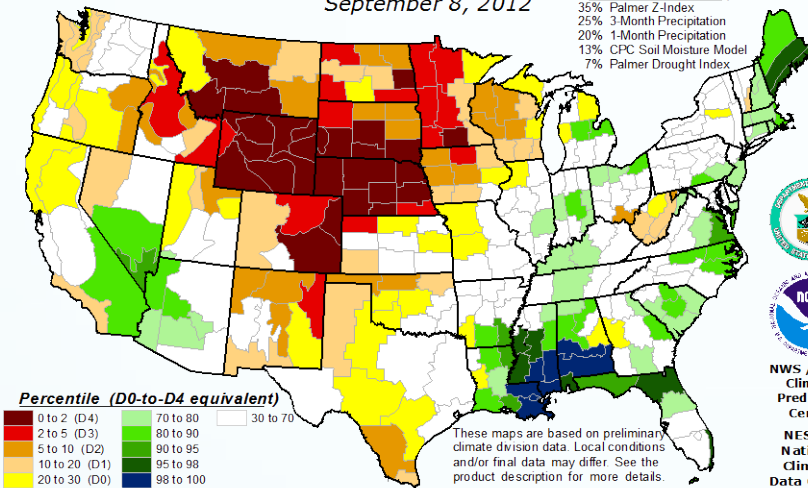 September 8, 2012
35% Palmer Z-Index
25% 3-Month Precipitation
20% 1-Month Precipitation
13% CPC Soil Moisture Model
7% Palmer Drought Index
Percentile (D0-to-D4 equivalent)
0 to 2 (D4)
2 to 5 (D3)
5 to 10 (D2)
10 to 20 (D1)
20 to 30 (D0)
70 to 80
80 to 90
90 to 95
95 to 98
98 to 100
30 to 70
These maps are based on preliminary
climate division data. Local conditions
and/or final data may differ. See the
product description for more details.
NWS /
Clim
Pred
Cen
NES
Nati
Clim
Data